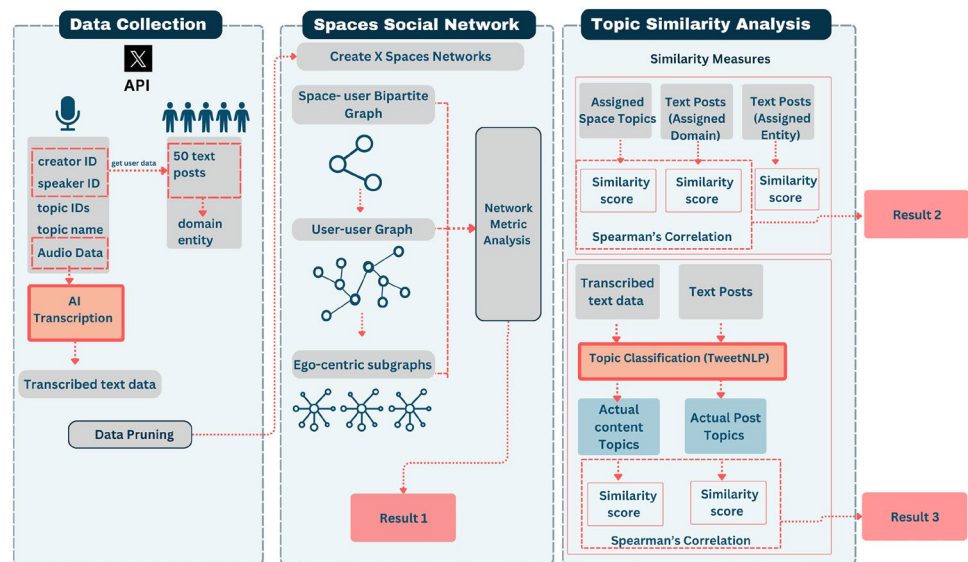 Data Collection
API
creator ID
speaker ID
topic IDs
topic name
Audio Data
get user data
50 text
posts
domain
entity
AI
Transcription
Transcribed text data
Data Pruning
Spaces Social Network
Create X Spaces Networks
Space- user Bipartite
Graph
User-user Graph
Ego-centric subgraphs
Network
Metric
Analysis
Result 1
Topic Similarity Analysis
Similarity Measures
Assigned
Space Topics
Text Posts
(Assigned
Domain)
Text Posts
(Assigned
Entity)
Similarity
score
Similarity
score
Similarity
score
Spearman's Correlation
Result 2
Transcribed
text data
Text Posts
Topic Classification (TweetNLP)
Actual
content
Topics
Actual Post
Topics
Similarity
score
Similarity
score
Spearman's Correlation
Result 3